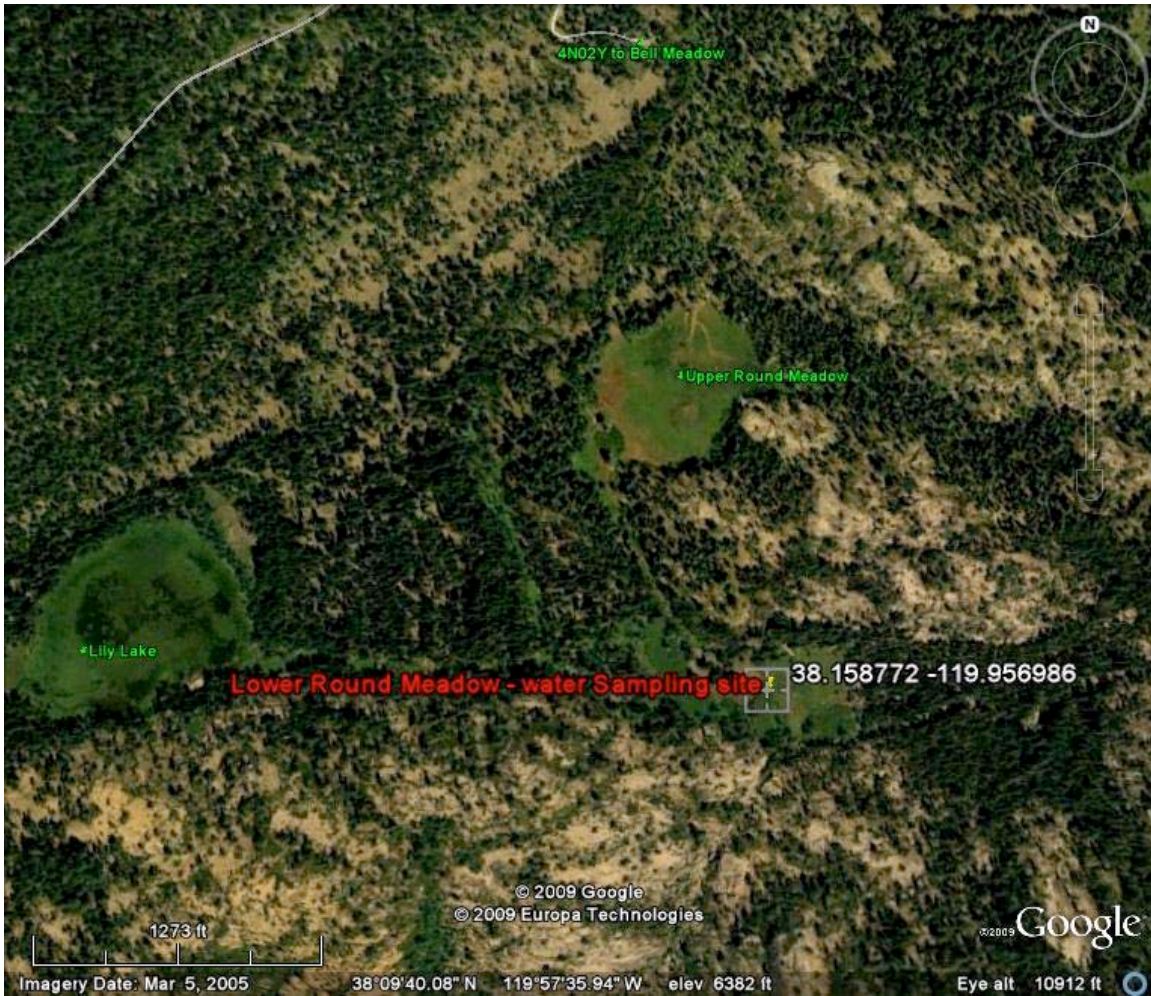 N
4N02Y to Bell Meadow
Upper Round Meadow
Lily Lake
Lower Round Meadow - water Sampling site
38.158772 -119.956986
© 2009 Google
© 2009 Europa Technologies
©2009 Google
1273 ft
Imagery Date: Mar 5, 2005 38°09'40.08" N 119°57'35.94" W elev 6382 ft Eye alt 10912 ft